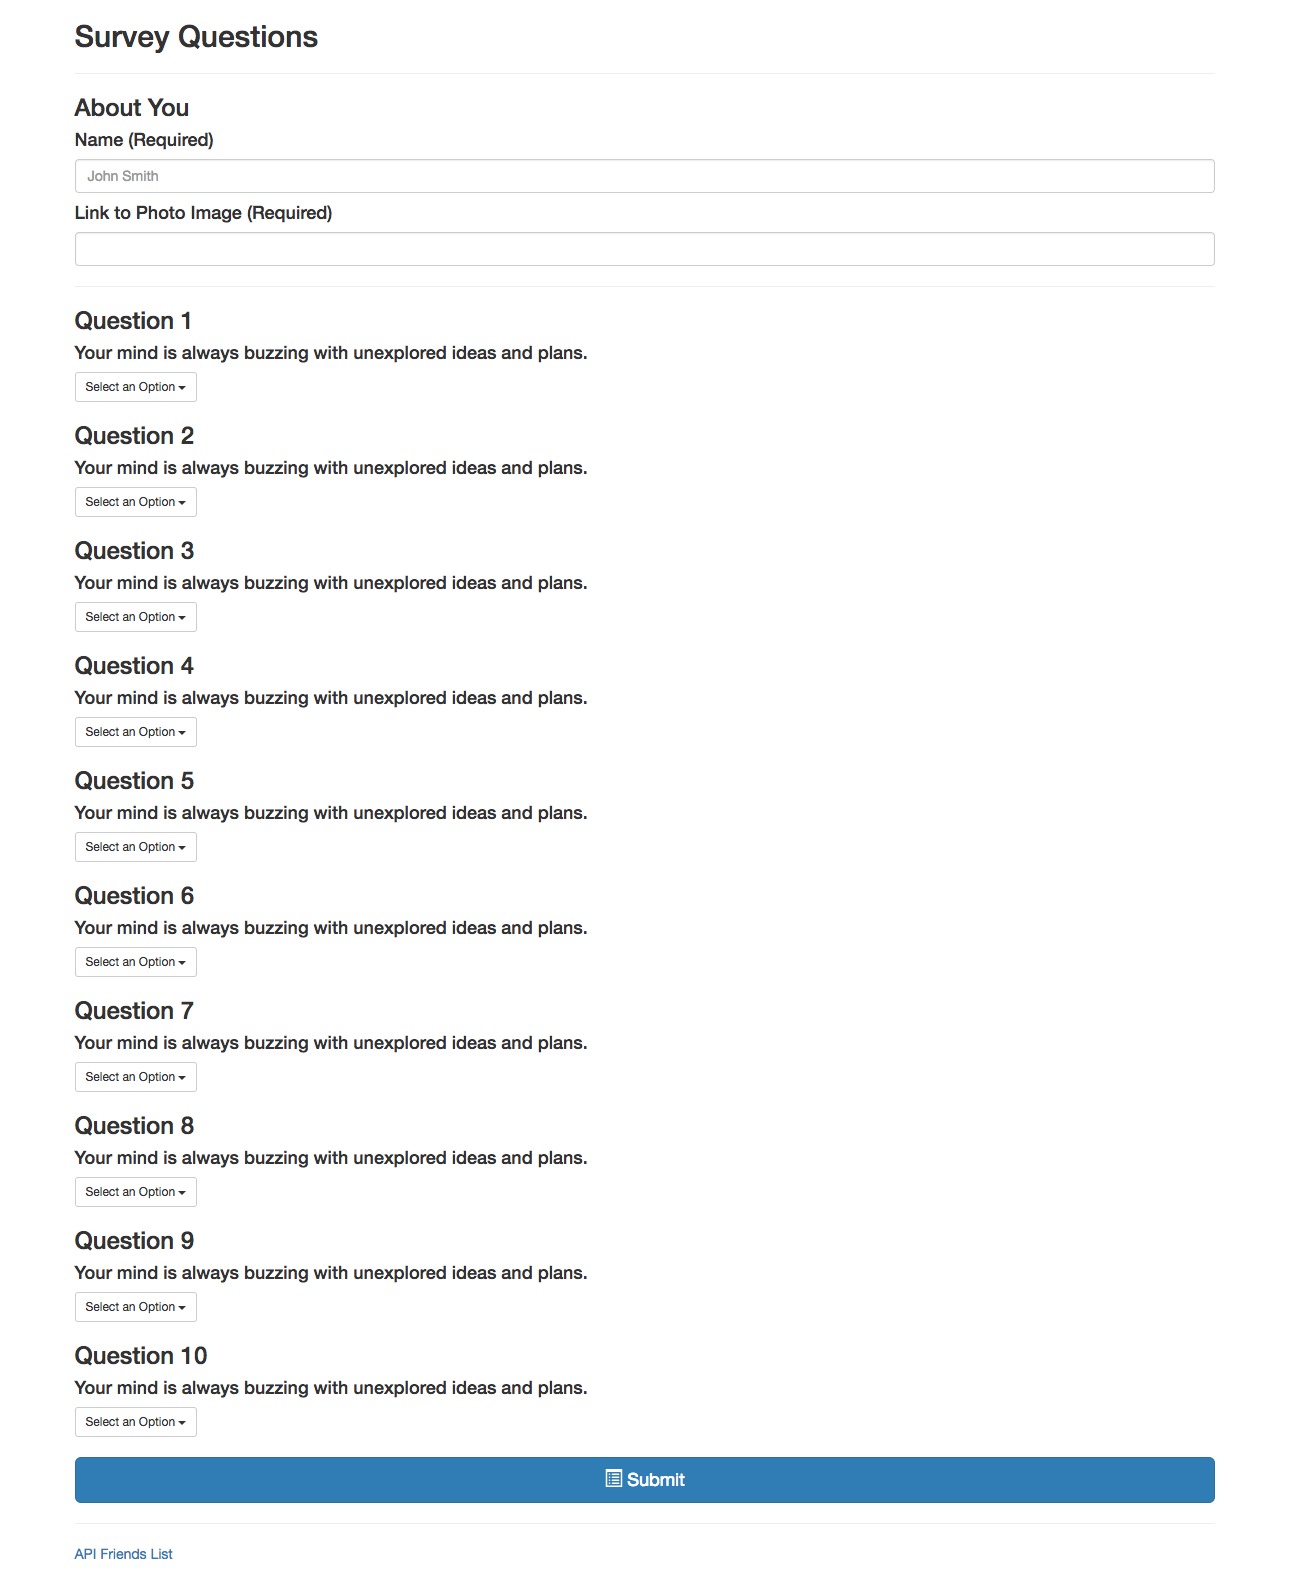 Survey Questions
About You
Name (Required)
John Smith
Link to Photo Image (Required)
Question 1
Your mind is always buzzing with unexplored ideas and plans.
Select an Option
Question 2
Your mind is always buzzing with unexplored ideas and plans.
Select an Option
Question 3
Your mind is always buzzing with unexplored ideas and plans.
Select an Option
Question 4
Your mind is always buzzing with unexplored ideas and plans.
Select an Option
Question 5
Your mind is always buzzing with unexplored ideas and plans.
Select an Option
Question 6
Your mind is always buzzing with unexplored ideas and plans.
Select an Option
Question 7
Your mind is always buzzing with unexplored ideas and plans.
Select an Option
Question 8
Your mind is always buzzing with unexplored ideas and plans.
Select an Option
Question 9
Your mind is always buzzing with unexplored ideas and plans.
Select an Option
Question 10
Your mind is always buzzing with unexplored ideas and plans.
Select an Option
Submit
API Friends List